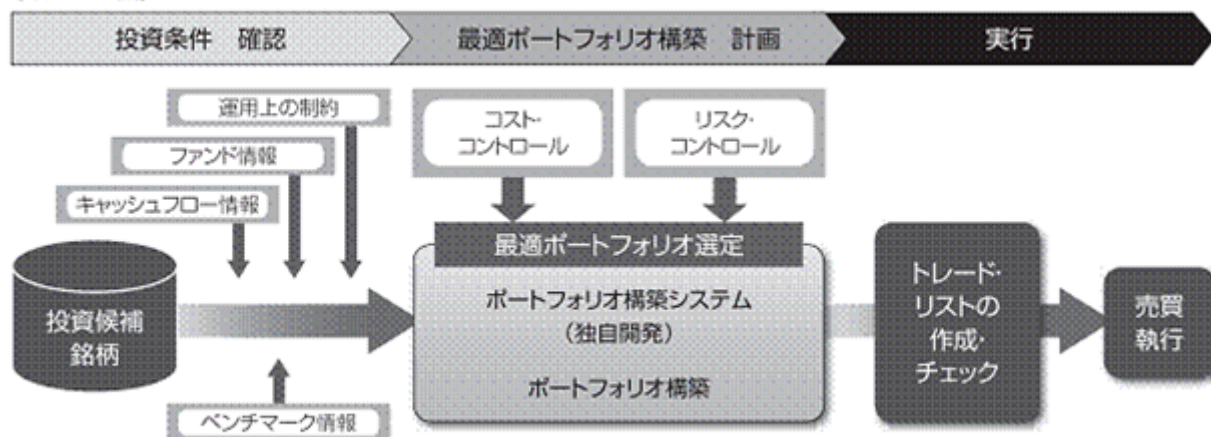 投資条件 確認
最適ポートフォリオ構築 計画
実行
運用上の制約
ファンド情報
キャッシュフロー情報
投資候補
銘柄
ベンチマーク情報
コスト・
コントロール
リスク・
コントロール
最適ポートフォリオ選定
ポートフォリオ構築システム
(独自開発)
ポートフォリオ構築
トレード・
リストの
作成・
チェック
売買
執行